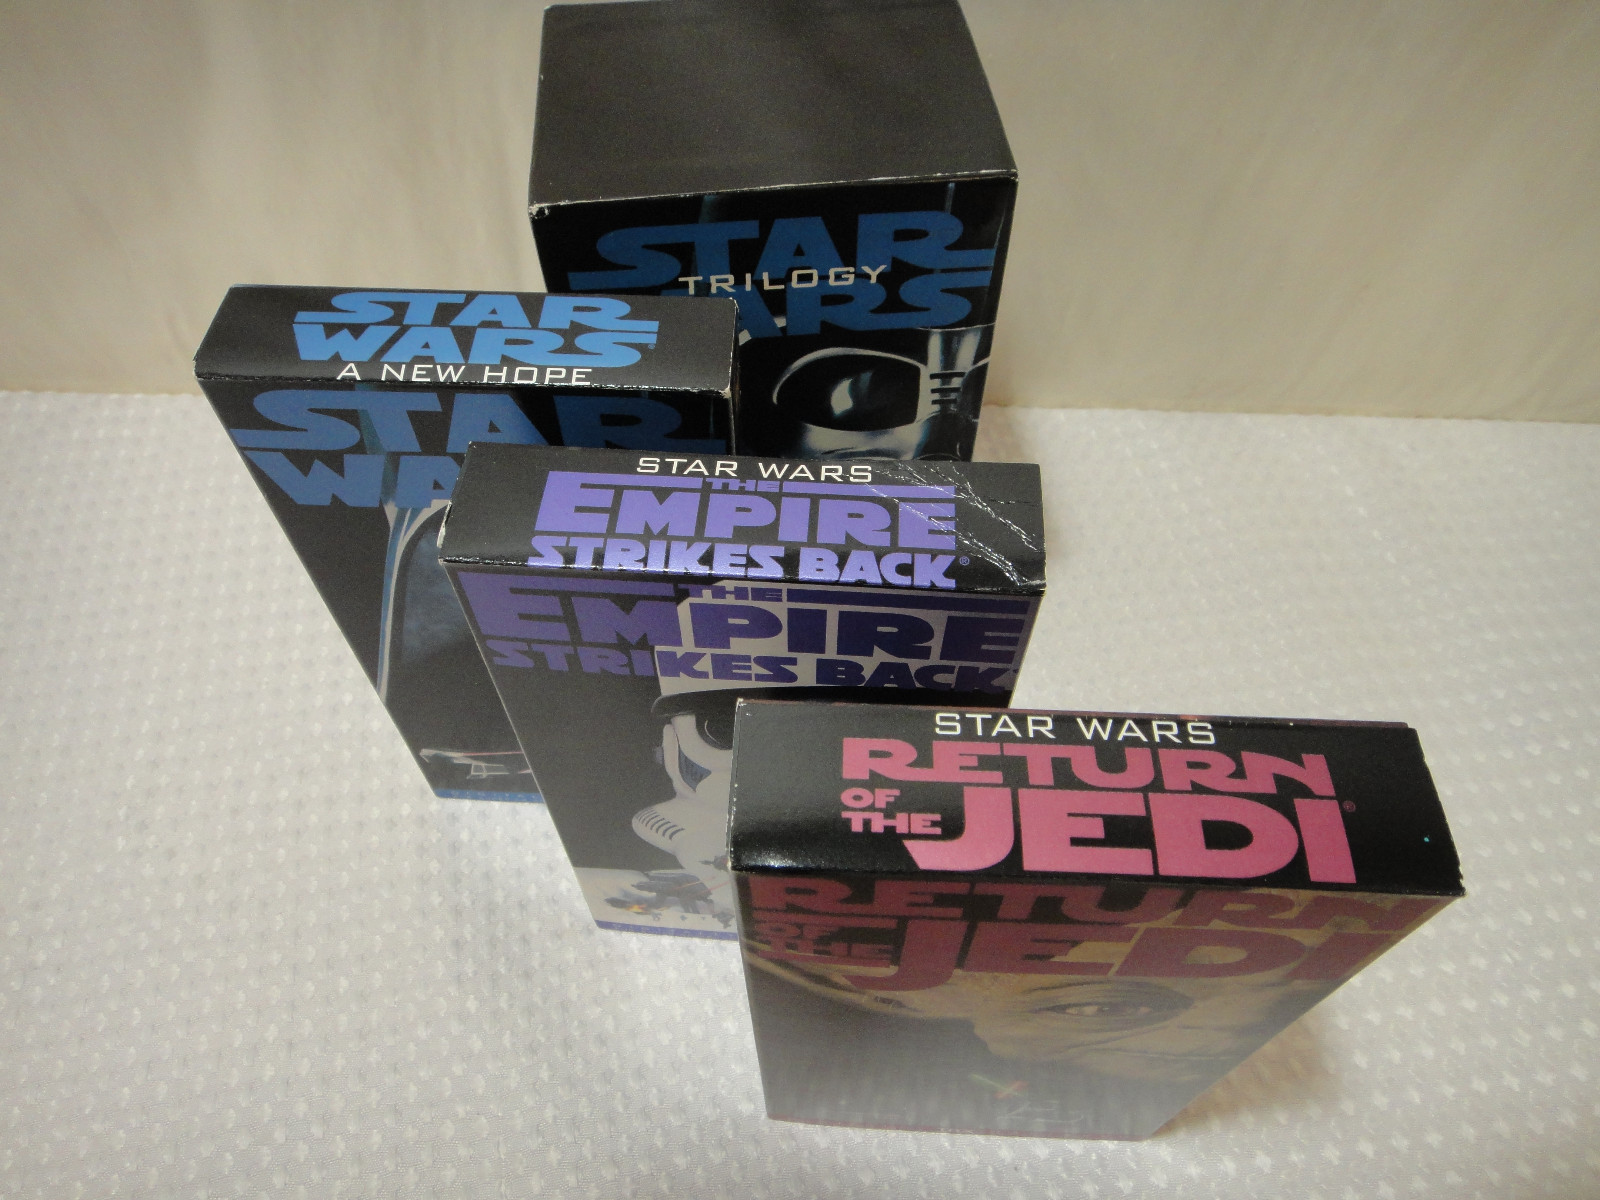 STAR
TRILOGY
WARS
STAR
WARS
A NEW HOPE
STAR
WA
STAR WARS
THE
EMPIRE
STRIKES BACK®
THE
EMPIRE
STRIKES BACK
STAR WARS
RETURN
OF
THE
JEDI®
RETURN
OF
THE
JEDI